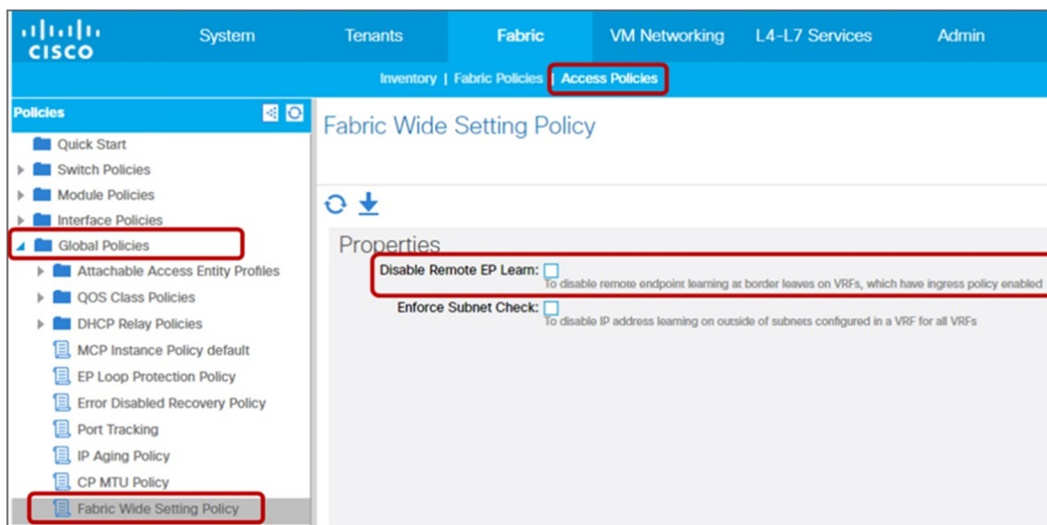 CISCO
System Tenants Fabric VM Networking L4-L7 Services Admin
Inventory | Fabric Policies | Access Policies
Policies
Quick Start
Switch Policies
Module Policies
Interface Policies
Global Policies
Attachable Access Entity Profiles
QOS Class Policies
DHCP Relay Policies
MCP Instance Policy default
EP Loop Protection Policy
Error Disabled Recovery Policy
Port Tracking
IP Aging Policy
CP MTU Policy
Fabric Wide Setting Policy
Fabric Wide Setting Policy
Properties
Disable Remote EP Learn:
To disable remote endpoint learning at border leaves on VRFs, which have ingress policy enabled
Enforce Subnet Check:
To disable IP address learning on outside of subnets configured in a VRF for all VRFs